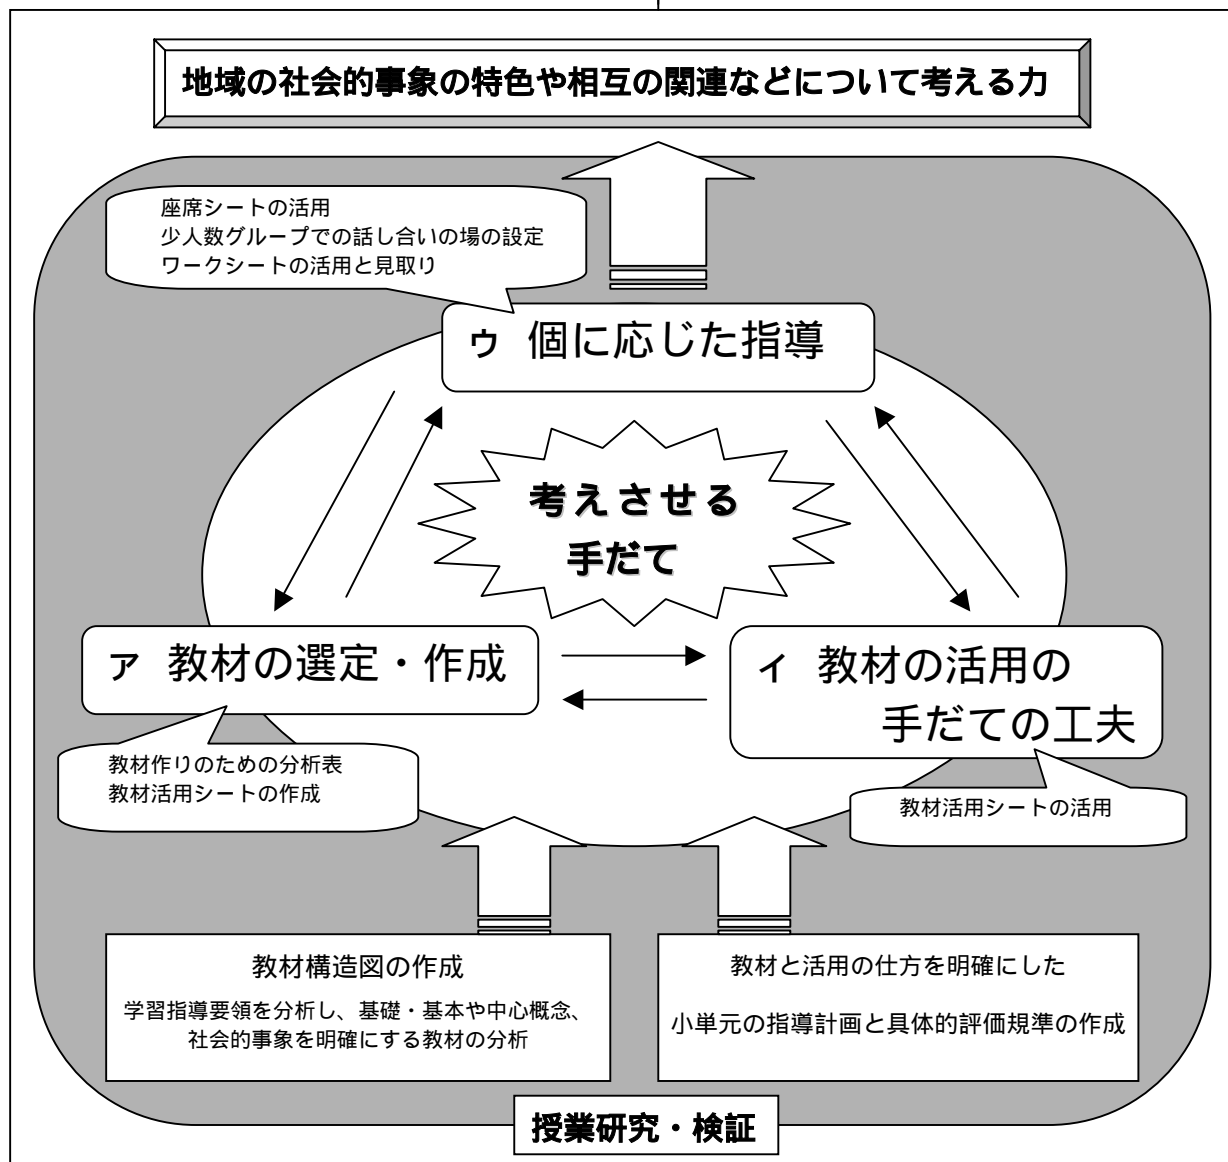 地域の社会的事象の特色や相互の関連などについて考える力
座席シートの活用
少人数グループでの話し合いの場の設定
ワークシートの活用と見取り
ウ 個に応じた指導
考えさせる
手だて
ア 教材の選定・作成
イ 教材の活用の
手だての工夫
教材作りのための分析表
教材活用シートの作成
教材活用シートの活用
教材構造図の作成
学習指導要領を分析し、基礎・基本や中心概念、
社会的事象を明確にする教材の分析
教材と活用の仕方を明確にした
小単元の指導計画と具体的評価規準の作成
授業研究・検証